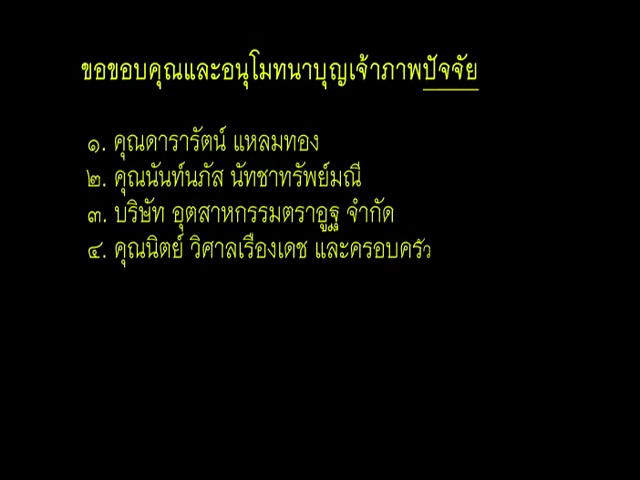 ขอขอบคุณและอนุโมทนาบุญเจ้าภาพปัจจัย
๑. คุณดารารัตน์ แหลมทอง
๒. คุณนันท์นภัส นัทชาทรัพย์มณี
๓. บริษัท อุตสาหกรรมตราอูฐ จำกัด
๔. คุณนิตย์ วิศาลเรืองเดช และครอบครัว